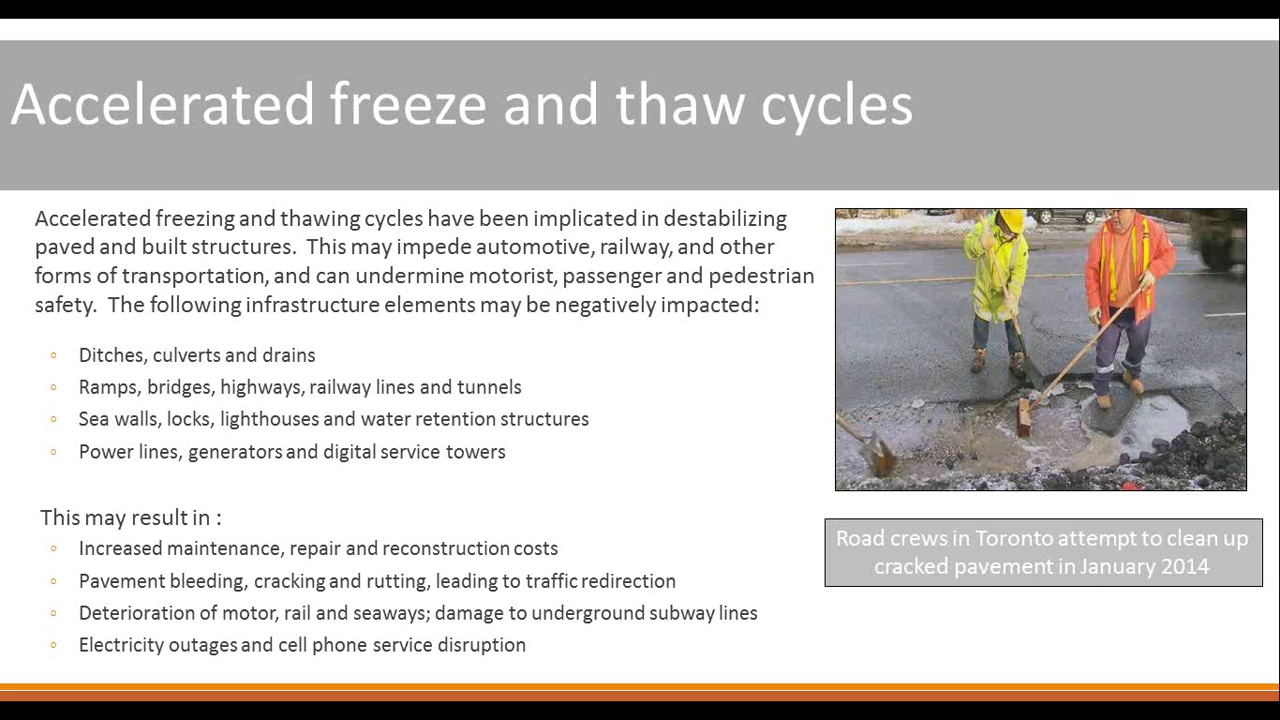 Accelerated freeze and thaw cycles
Accelerated freezing and thawing cycles have been implicated in destabilizing
paved and built structures.  This may impede automotive, railway, and other
forms of transportation, and can undermine motorist, passenger and pedestrian
safety.  The following infrastructure elements may be negatively impacted:
◦ Ditches, culverts and drains
◦ Ramps, bridges, highways, railway lines and tunnels
◦ Sea walls, locks, lighthouses and water retention structures
◦ Power lines, generators and digital service towers
This may result in :
◦ Increased maintenance, repair and reconstruction costs
◦ Pavement bleeding, cracking and rutting, leading to traffic redirection
◦ Deterioration of motor, rail and seaways; damage to underground subway lines
◦ Electricity outages and cell phone service disruption
Road crews in Toronto attempt to clean up
cracked pavement in January 2014